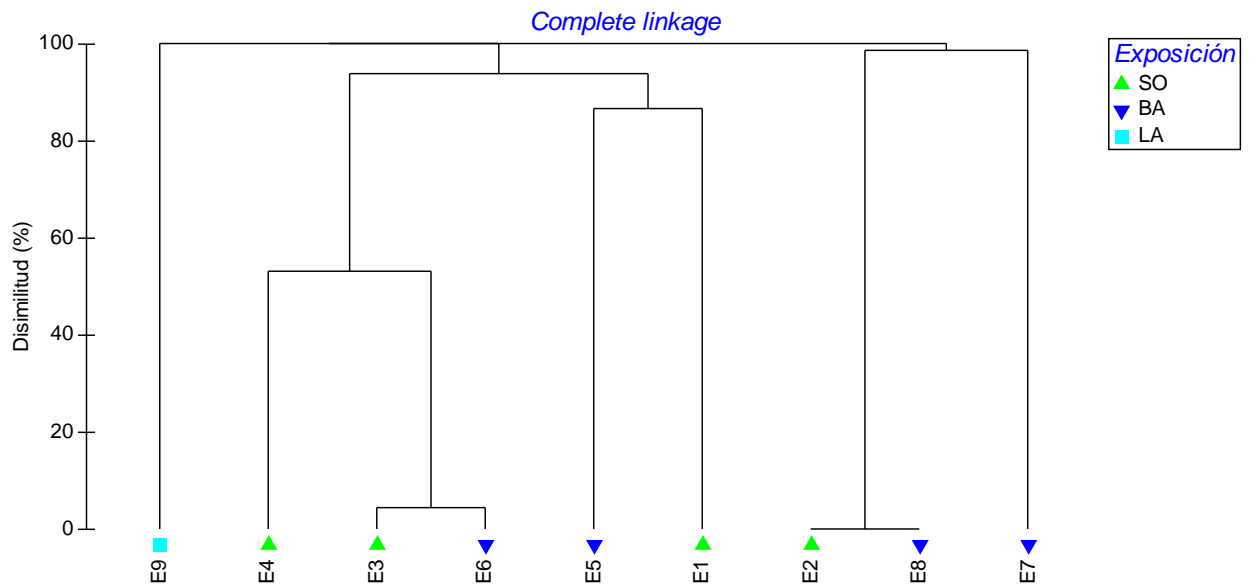 Complete linkage
Exposición
SO
BA
LA
Disimilitud (%)
100
80
60
40
20
0
E9
E4
E3
E6
E5
E1
E2
E8
E7